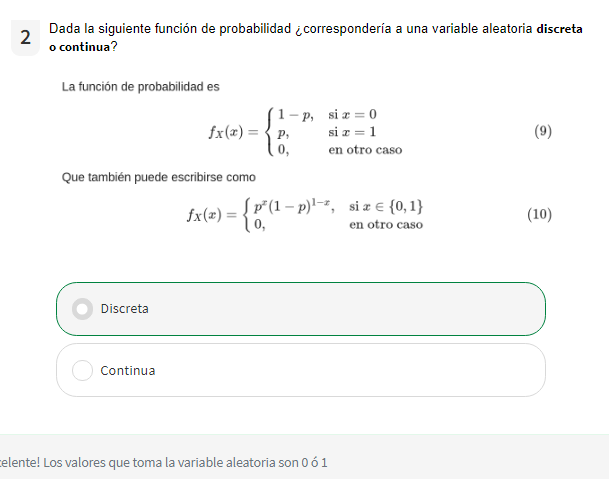 2
Dada la siguiente función de probabilidad ¿correspondería a una variable aleatoria discreta
o continua?
La función de probabilidad es
fX(x) = { 1 − p, si x = 0
p, si x = 1
0, en otro caso (9)
Que también puede escribirse como
fX(x) = { p^x(1 − p)^{1−x}, si x ∈ {0, 1}
0, en otro caso (10)
Discreta
Continua
celente! Los valores que toma la variable aleatoria son 0 ó 1